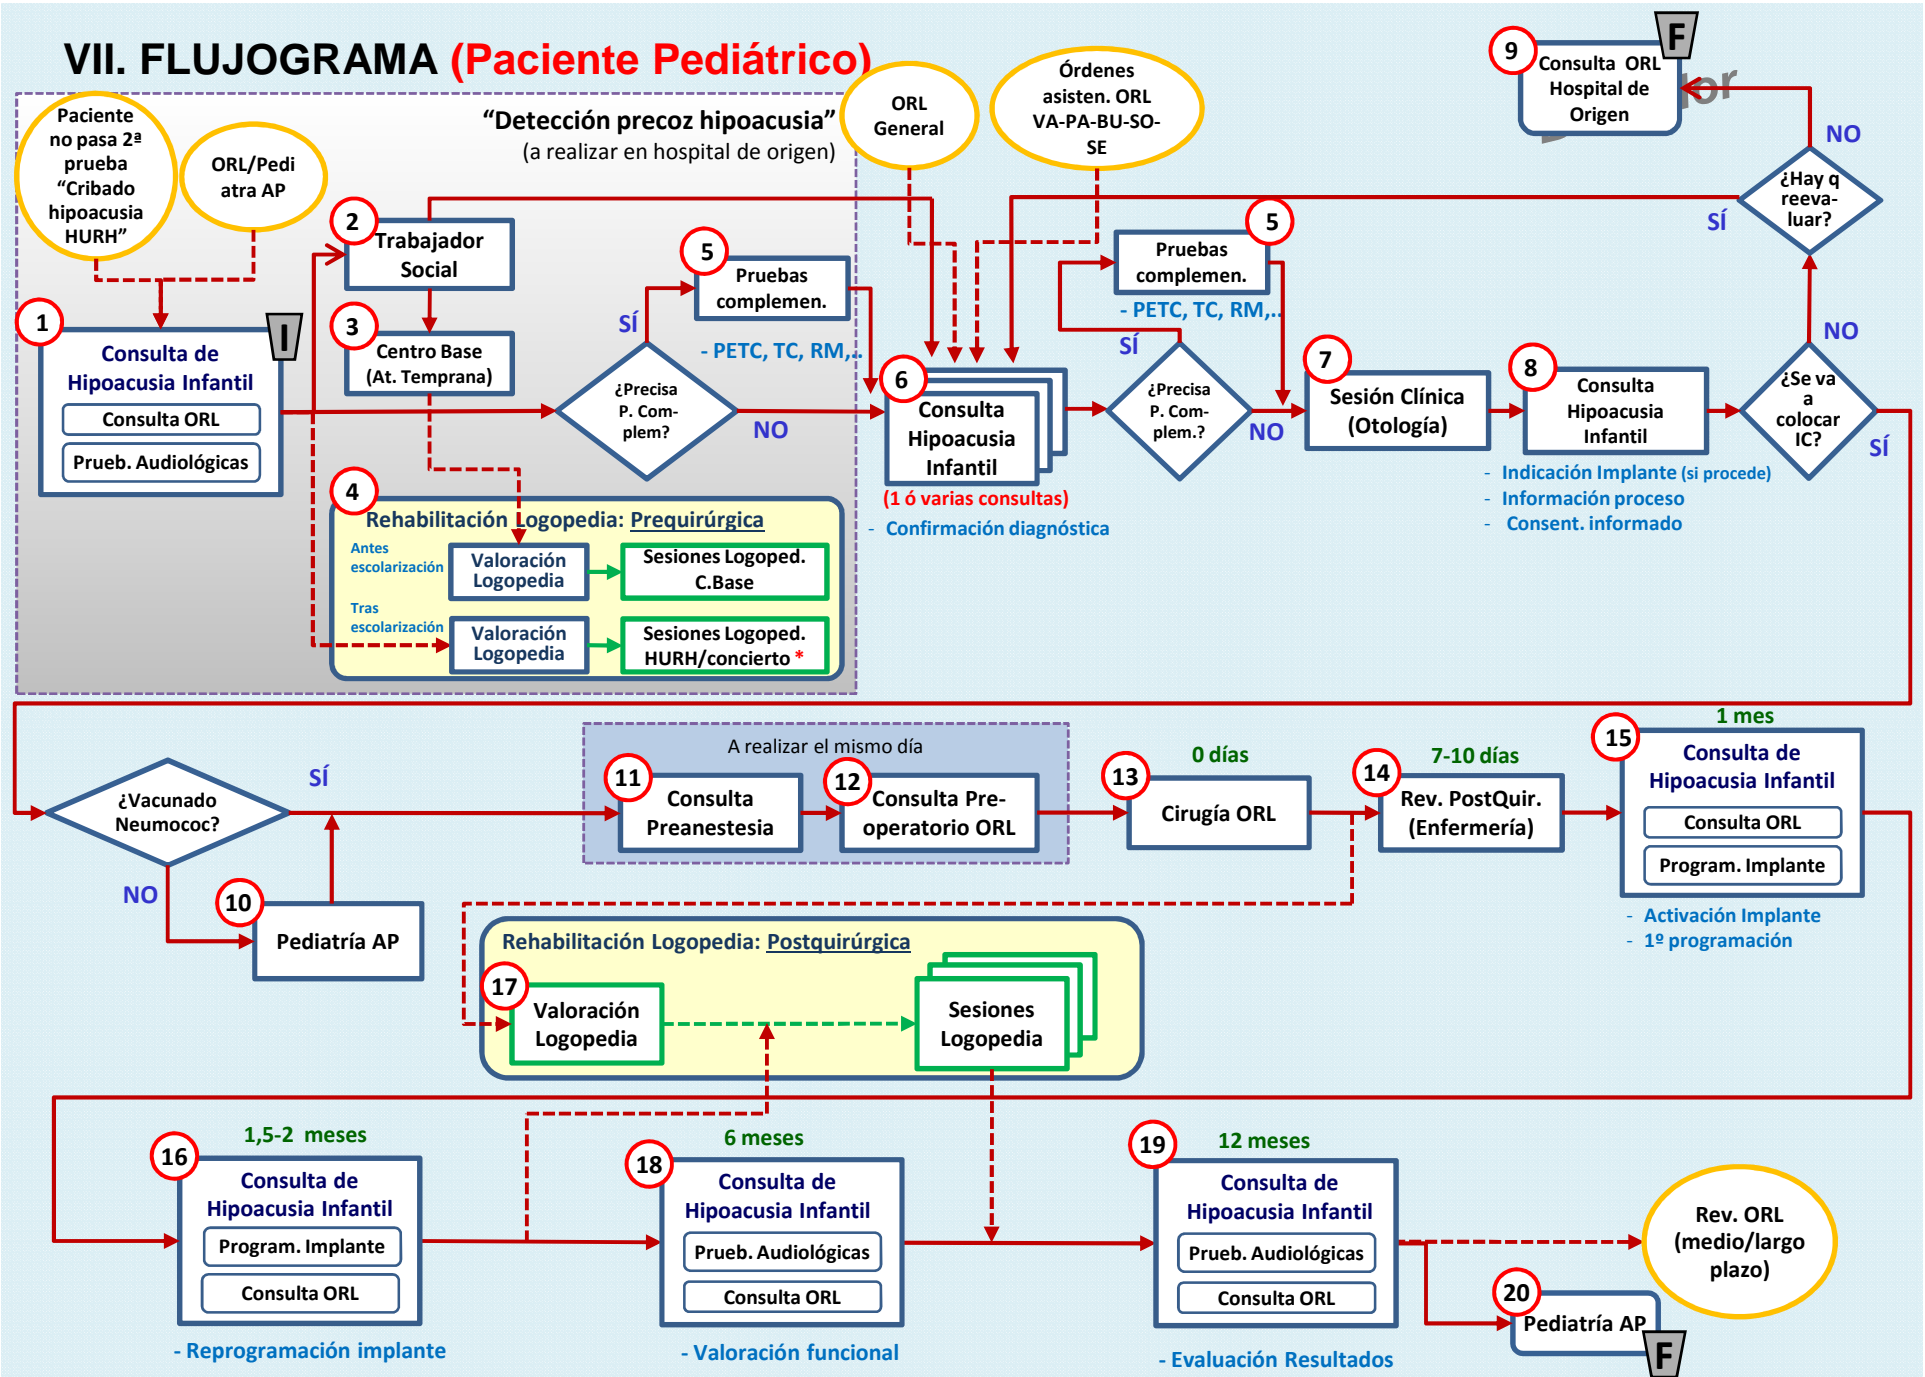 VII. FLUJOGRAMA (Paciente Pediátrico)
Paciente
no pasa 2ª
prueba
“Cribado
hipoacusia
HURH”
ORL/Pedi
atra AP
“Detección precoz hipoacusia”
(a realizar en hospital de origen)
ORL
General
Órdenes
asisten. ORL
VA-PA-BU-SO-
SE
9
F
Consulta ORL
Hospital de
Origen
NO
¿Hay q
reeva-
luar?
SÍ
NO
1
I
Consulta de
Hipoacusia Infantil
Consulta ORL
Prueb. Audiológicas
2
Trabajador
Social
3
Centro Base
(At. Temprana)
5
Pruebas
complemen.
- PETC, TC, RM,..
SÍ
¿Precisa
P. Com-
plem?
NO
4
Rehabilitación Logopedia: Prequirúrgica
Antes
escolarización
Valoración
Logopedia
Sesiones Logoped.
C.Base
Tras
escolarización
Valoración
Logopedia
Sesiones Logoped.
HURH/concierto *
6
Consulta
Hipoacusia
Infantil
(1 ó varias consultas)
- Confirmación diagnóstica
5
Pruebas
complemen.
- PETC, TC, RM,..
SÍ
¿Precisa
P. Com-
plem.?
NO
7
Sesión Clínica
(Otología)
8
Consulta
Hipoacusia
Infantil
- Indicación Implante (si procede)
- Información proceso
- Consent. informado
¿Se va
a
colocar
IC?
SÍ
¿Vacunado
Neumococ?
SÍ
NO
10
Pediatría AP
A realizar el mismo día
11
Consulta
Preanestesia
12
Consulta Pre-
operatorio ORL
0 días
13
Cirugía ORL
7-10 días
14
Rev. PostQuir.
(Enfermería)
1 mes
15
Consulta de
Hipoacusia Infantil
Consulta ORL
Program. Implante
- Activación Implante
- 1º programación
Rehabilitación Logopedia: Postquirúrgica
17
Valoración
Logopedia
Sesiones
Logopedia
1,5-2 meses
16
Consulta de
Hipoacusia Infantil
Program. Implante
Consulta ORL
- Reprogramación implante
6 meses
18
Consulta de
Hipoacusia Infantil
Prueb. Audiológicas
Consulta ORL
- Valoración funcional
12 meses
19
Consulta de
Hipoacusia Infantil
Prueb. Audiológicas
Consulta ORL
- Evaluación Resultados
Rev. ORL
(medio/largo
plazo)
20
Pediatría AP
F